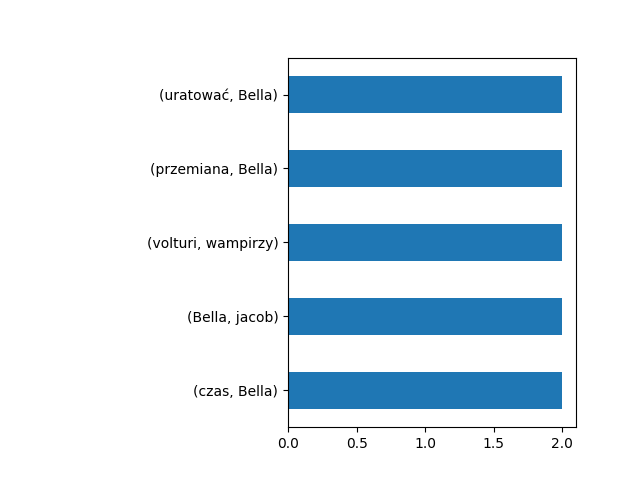 (uratować, Bella)
(przemiana, Bella)
(volturi, wampirzy)
(Bella, jacob)
(czas, Bella)
0.0 0.5 1.0 1.5 2.0